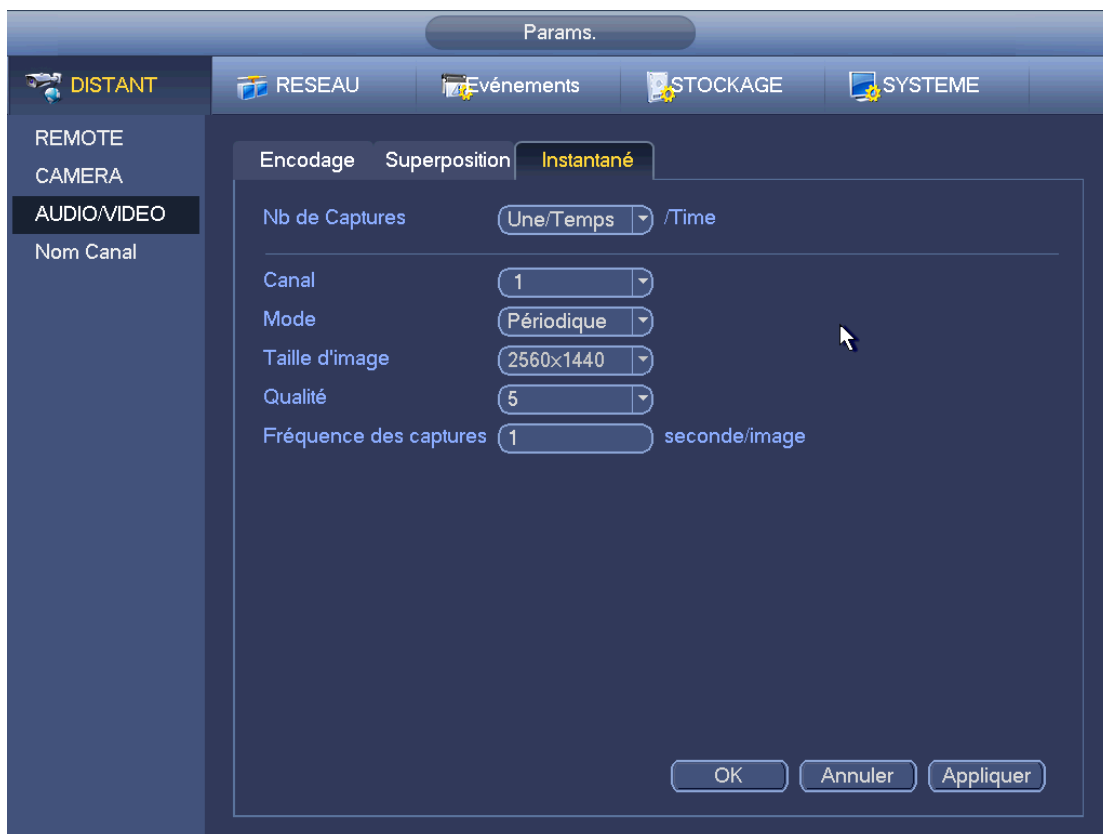 Params.
DISTANT RESEAU Evénements STOCKAGE SYSTEME
REMOTE
CAMERA
AUDIO/VIDEO
Nom Canal
Encodage Superposition Instantané
Nb de Captures Une/Temps /Time
Canal 1
Mode Périodique
Taille d'image 2560x1440
Qualité 5
Fréquence des captures 1 seconde/image
OK Annuler Appliquer